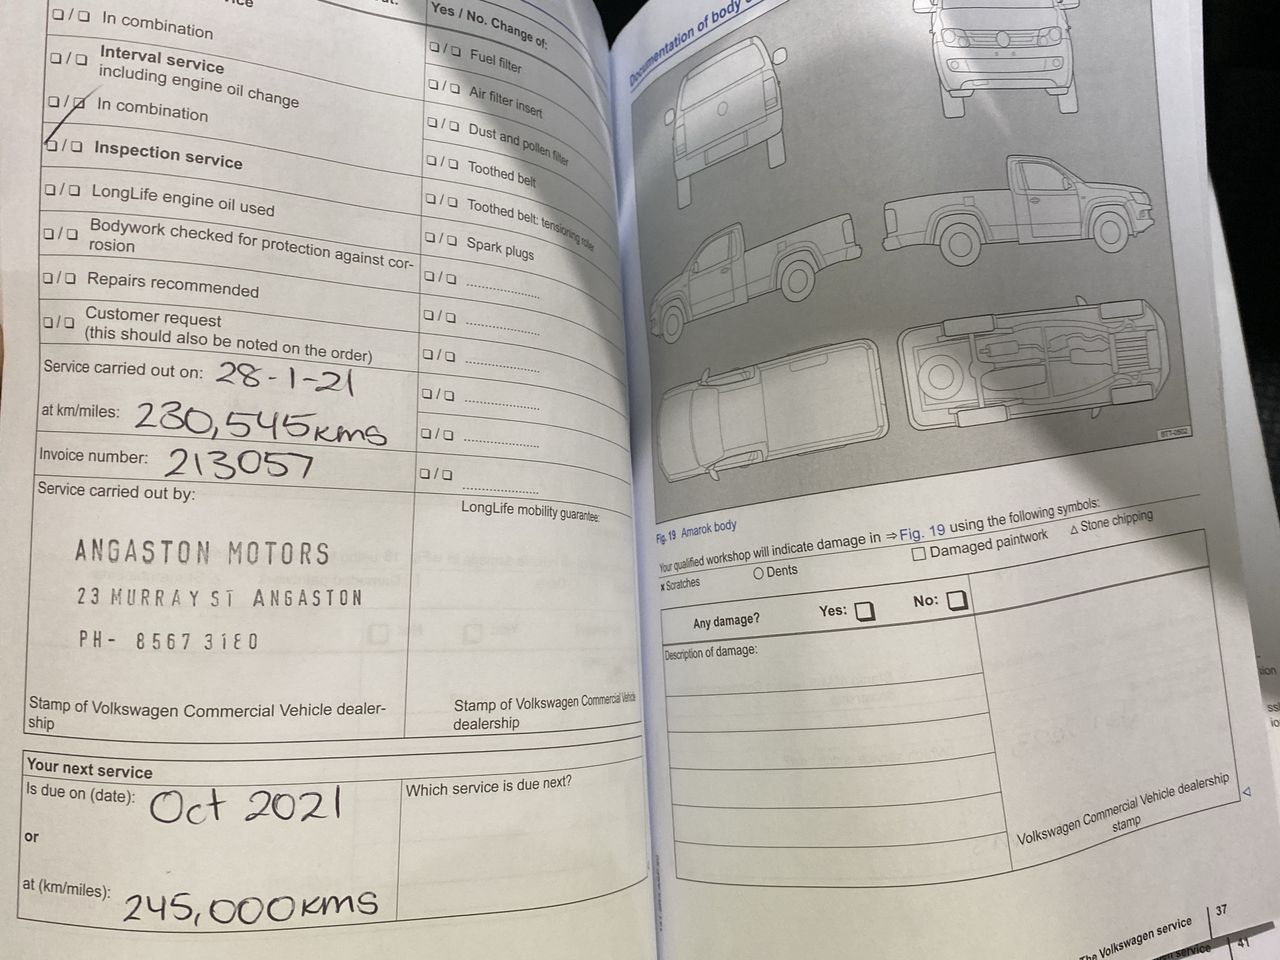 ❑ / ❑ In combination
❑ / ❑ Interval service
including engine oil change
❑ / ❑ In combination
❑ / ❑ Inspection service
❑ / ❑ LongLife engine oil used
❑ / ❑ Bodywork checked for protection against cor-
rosion
❑ / ❑ Repairs recommended
❑ / ❑ Customer request
(this should also be noted on the order)
Service carried out on: 28-1-21
at km/miles: 230,545kms
Invoice number: 213057
Service carried out by:
ANGASTON MOTORS
23 MURRAY ST ANGASTON
PH- 8567 3180
Stamp of Volkswagen Commercial Vehicle dealer-
ship
Yes / No. Change of:
❑ / ❑ Fuel filter
❑ / ❑ Air filter insert
❑ / ❑ Dust and pollen filter
❑ / ❑ Toothed belt
❑ / ❑ Toothed belt: tensioning roller
❑ / ❑ Spark plugs
❑ / ❑ ....................
❑ / ❑ ....................
❑ / ❑ ....................
❑ / ❑ ....................
❑ / ❑ ....................
❑ / ❑ ....................
LongLife mobility guarantee:
Stamp of Volkswagen Commercial Vehicle
dealership
Your next service
Is due on (date): Oct 2021
or
at (km/miles): 245,000kms
Which service is due next?
Documentation of body
BTT-0502
Fig. 19 Amarok body
Your qualified workshop will indicate damage in ⇒ Fig. 19 using the following symbols:
x Scratches ○ Dents □ Damaged paintwork △ Stone chipping
Any damage? Yes: ❑ No: ❑
Description of damage:
Volkswagen Commercial Vehicle dealership
stamp
The Volkswagen service 37
service 41